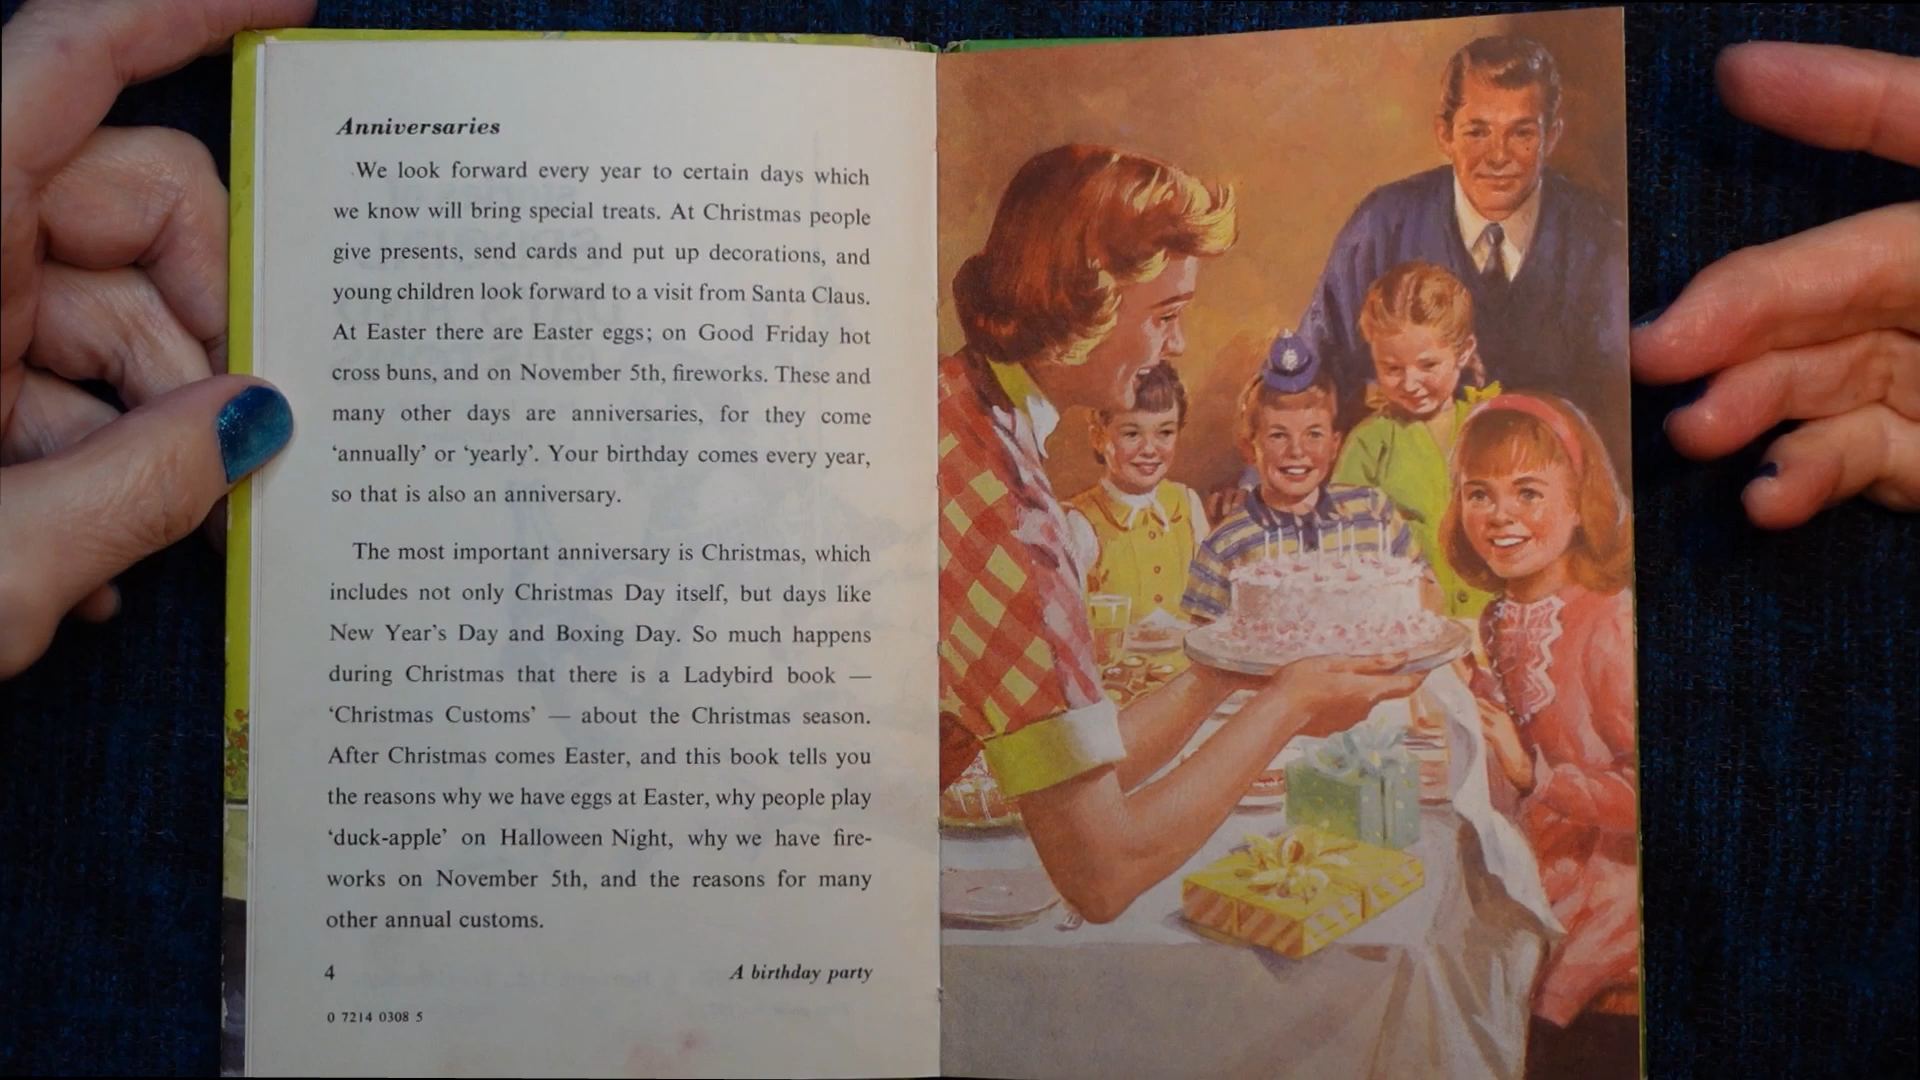 Anniversaries
We look forward every year to certain days which
we know will bring special treats. At Christmas people
give presents, send cards and put up decorations, and
young children look forward to a visit from Santa Claus.
At Easter there are Easter eggs; on Good Friday hot
cross buns, and on November 5th, fireworks. These and
many other days are anniversaries, for they come
‘annually’ or ‘yearly’. Your birthday comes every year,
so that is also an anniversary.
The most important anniversary is Christmas, which
includes not only Christmas Day itself, but days like
New Year’s Day and Boxing Day. So much happens
during Christmas that there is a Ladybird book —
‘Christmas Customs’ — about the Christmas season.
After Christmas comes Easter, and this book tells you
the reasons why we have eggs at Easter, why people play
‘duck-apple’ on Halloween Night, why we have fire-
works on November 5th, and the reasons for many
other annual customs.
4 A birthday party
0 7214 0308 5